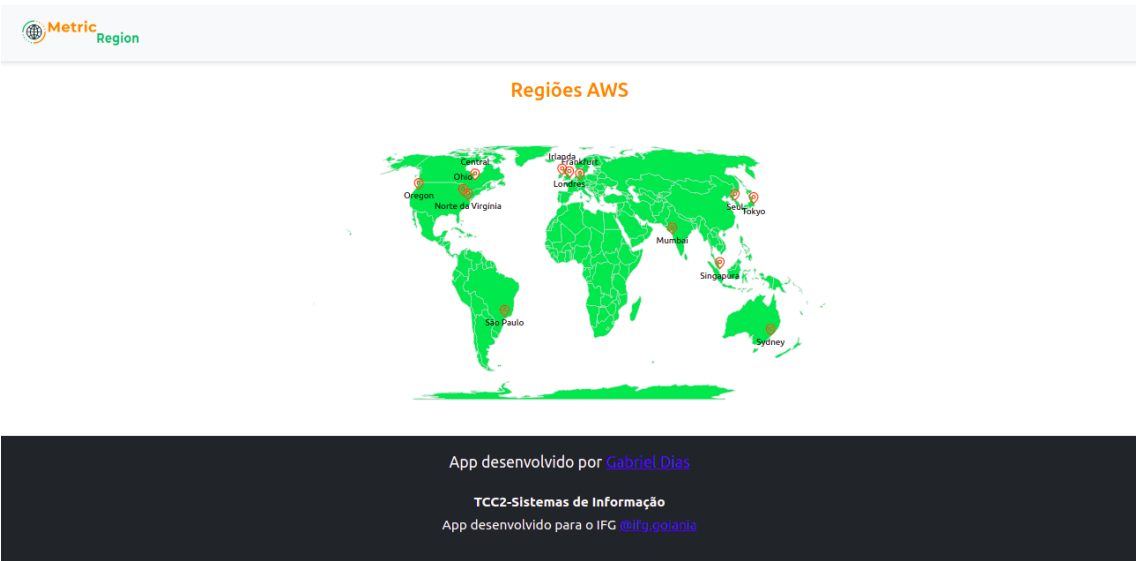 Metric
Region
Regiões AWS
Irlanda
Central
Frankfurt
Ohio
Londres
Oregon
Norte da Virgínia
Seul
Tokyo
Mumbai
Singapura
São Paulo
Sydney
App desenvolvido por Gabriel Dias
TCC2-Sistemas de Informação
App desenvolvido para o IFG @ifg.goiania